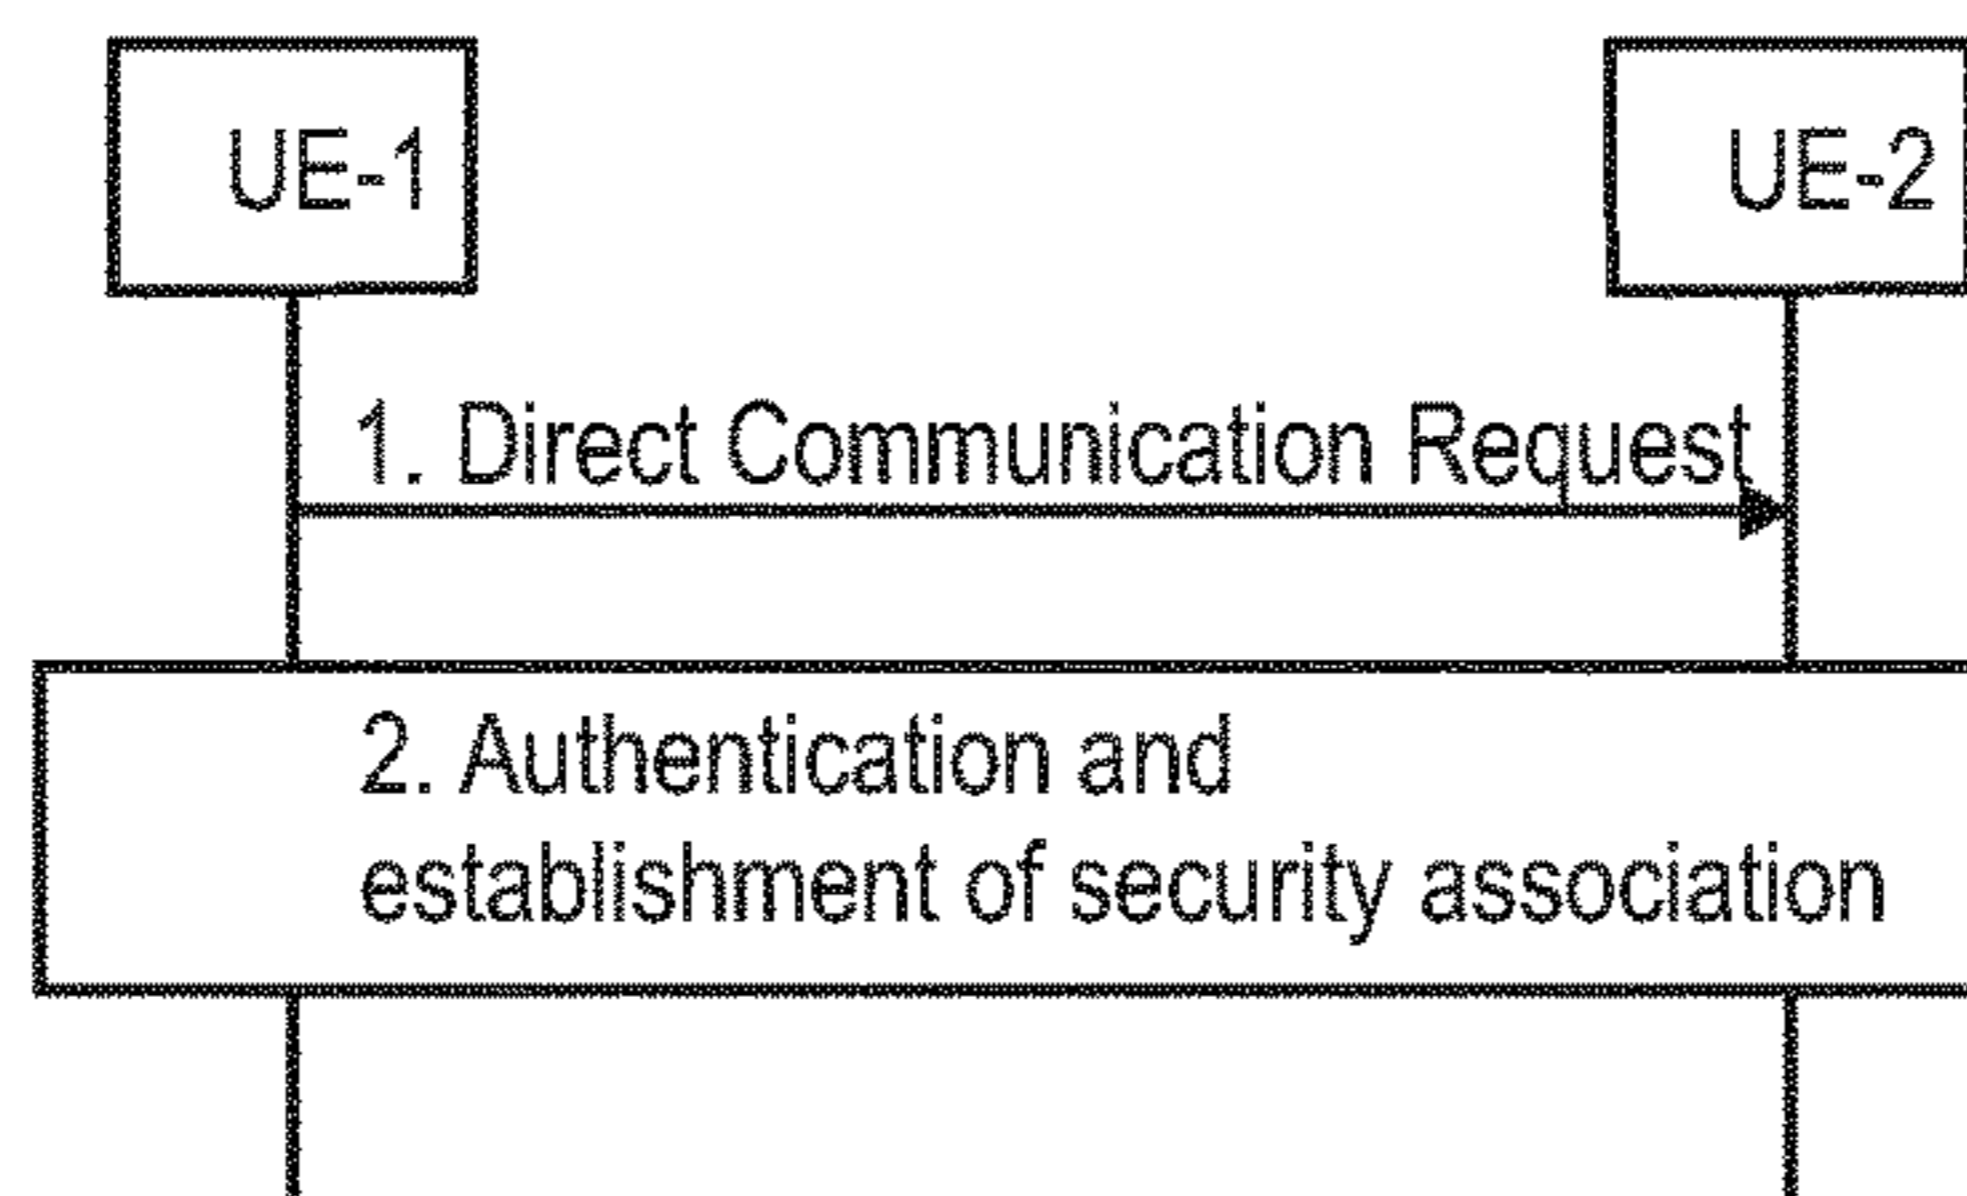 UE-1
UE-2
1. Direct Communication Request
2. Authentication and
establishment of security association